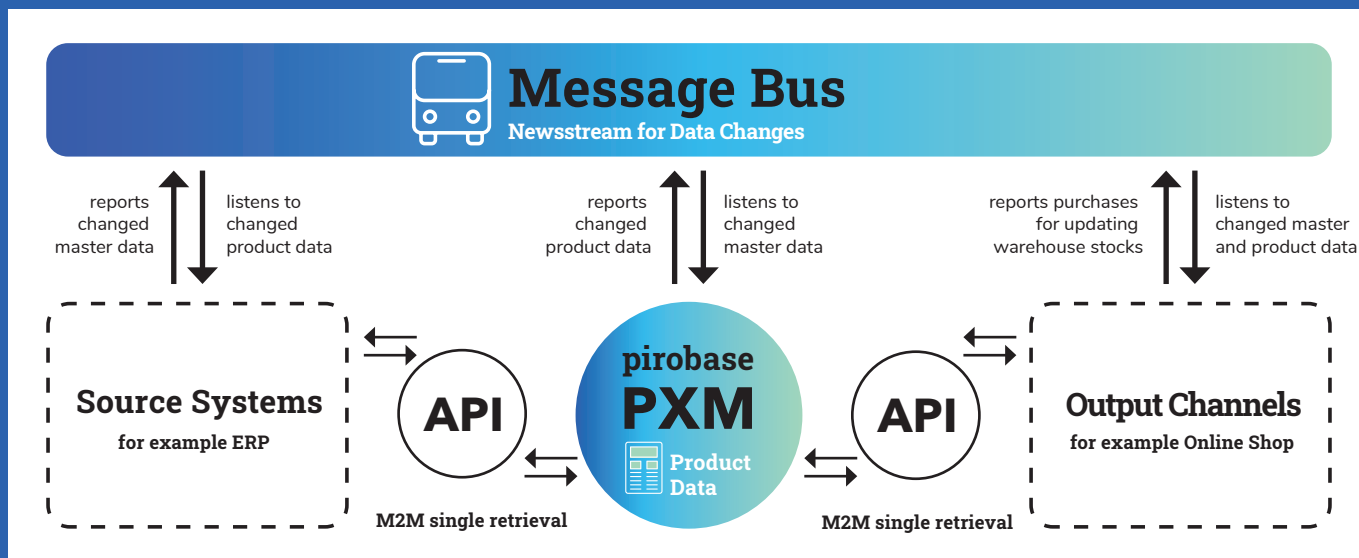 Message Bus
Newsstream for Data Changes
reports
changed
master data
listens to
changed
product data
reports
changed
product data
listens to
changed
master data
reports purchases
for updating
warehouse stocks
listens to
changed master
and product data
Source Systems
for example ERP
API
M2M single retrieval
pirobase
PXM
Product
Data
API
M2M single retrieval
Output Channels
for example Online Shop